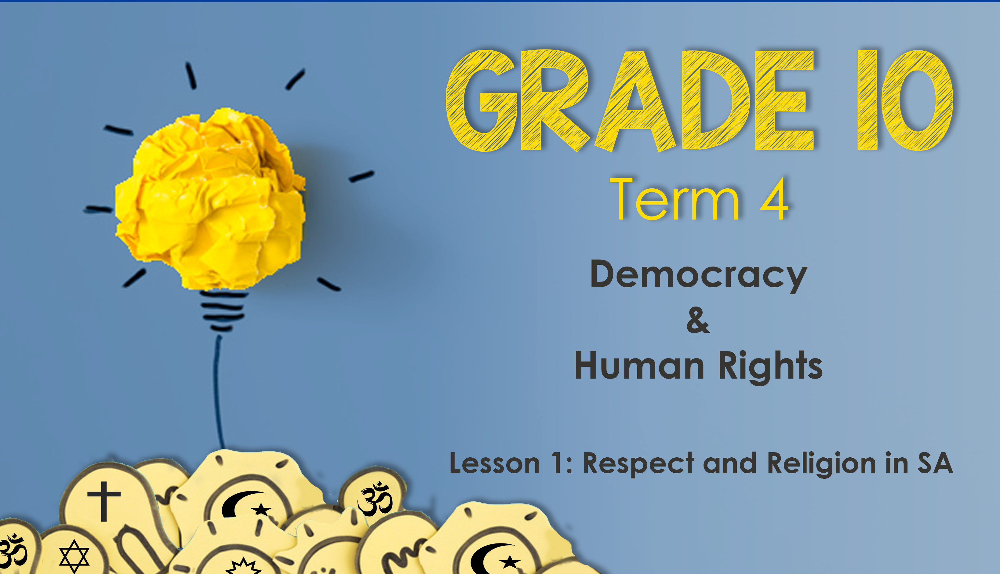 GRADE 10
Term 4
Democracy
&
Human Rights
Lesson 1: Respect and Religion in SA